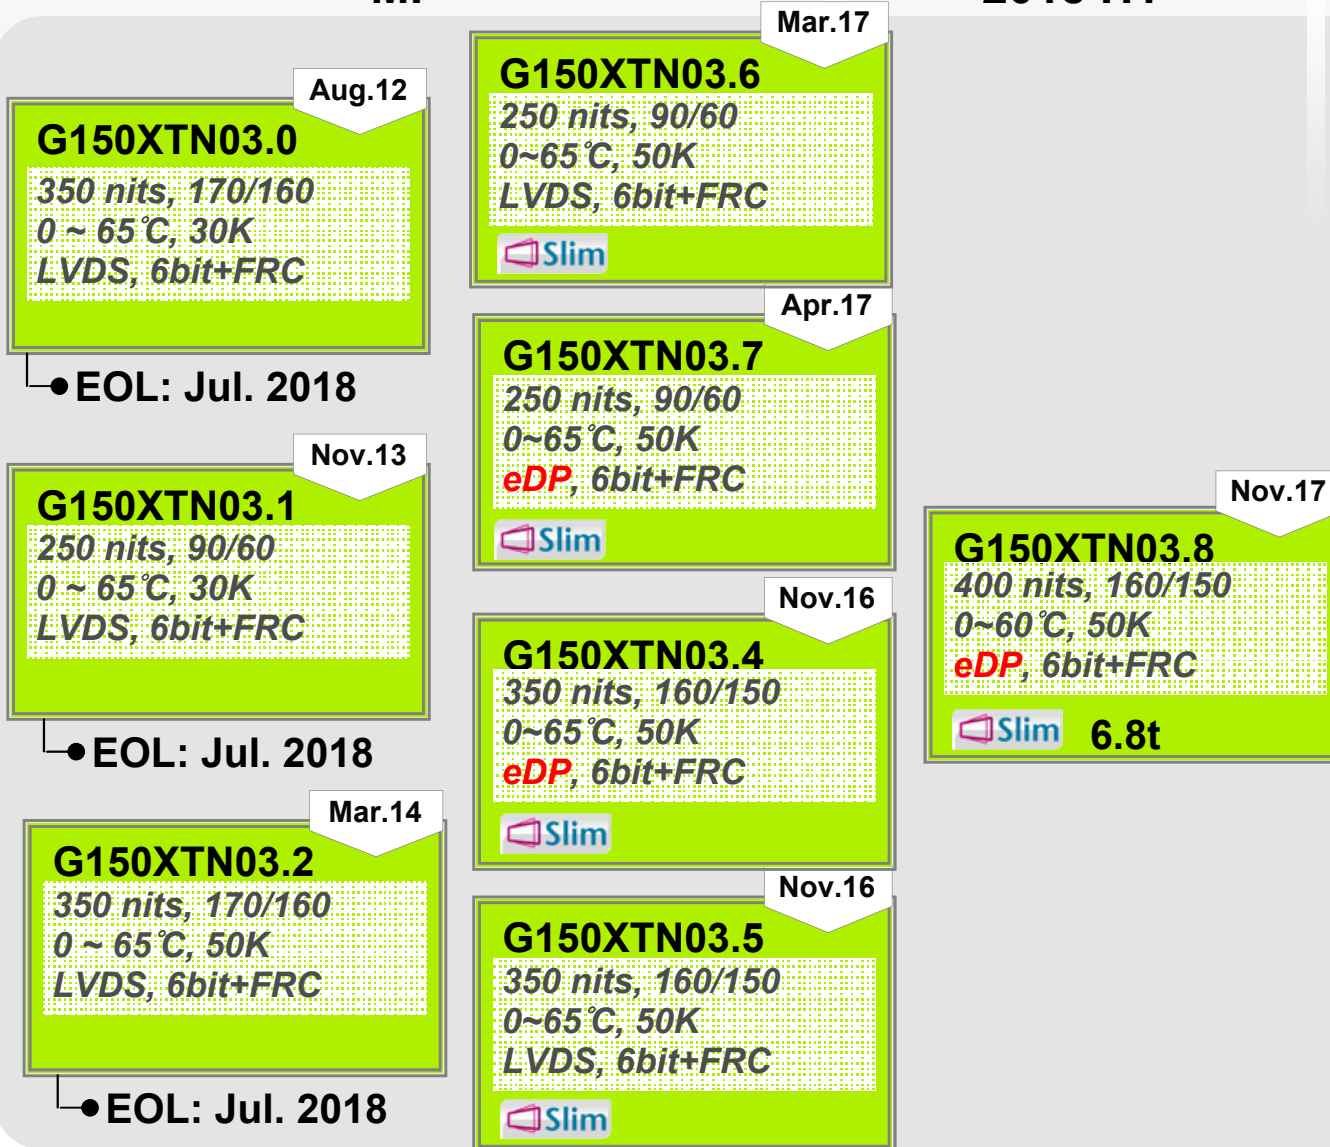 Aug.12
G150XTN03.0
350 nits, 170/160
0 ~ 65℃, 30K
LVDS, 6bit+FRC
EOL: Jul. 2018
Nov.13
G150XTN03.1
250 nits, 90/60
0 ~ 65℃, 30K
LVDS, 6bit+FRC
EOL: Jul. 2018
Mar.14
G150XTN03.2
350 nits, 170/160
0 ~ 65℃, 50K
LVDS, 6bit+FRC
EOL: Jul. 2018
Mar.17
G150XTN03.6
250 nits, 90/60
0~65℃, 50K
LVDS, 6bit+FRC
Slim
Apr.17
G150XTN03.7
250 nits, 90/60
0~65℃, 50K
eDP, 6bit+FRC
Slim
Nov.16
G150XTN03.4
350 nits, 160/150
0~65℃, 50K
eDP, 6bit+FRC
Slim
Nov.16
G150XTN03.5
350 nits, 160/150
0~65℃, 50K
LVDS, 6bit+FRC
Slim
Nov.17
G150XTN03.8
400 nits, 160/150
0~60℃, 50K
eDP, 6bit+FRC
Slim 6.8t